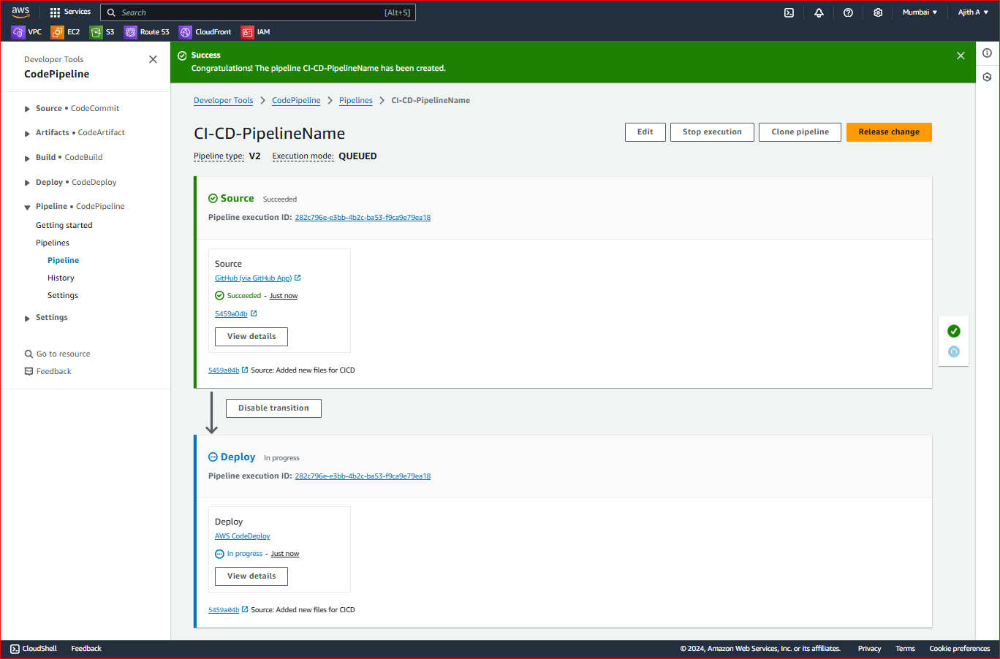 aws
Services
Search [Alt+S]
Mumbai ▼
Ajith A ▼
VPC
EC2
S3
Route 53
CloudFront
IAM
Developer Tools
CodePipeline
Source • CodeCommit
Artifacts • CodeArtifact
Build • CodeBuild
Deploy • CodeDeploy
Pipeline • CodePipeline
Getting started
Pipelines
Pipeline
History
Settings
Settings
Go to resource
Feedback
Success
Congratulations! The pipeline CI-CD-PipelineName has been created.
Developer Tools > CodePipeline > Pipelines > CI-CD-PipelineName
CI-CD-PipelineName
Edit
Stop execution
Clone pipeline
Release change
Pipeline type: V2 Execution mode: QUEUED
Source Succeeded
Pipeline execution ID: 282c796e-e3bb-4b2c-ba53-f9ca9e79ea18
Source
GitHub (via GitHub App)
Succeeded - Just now
5459a04b
View details
5459a04b Source: Added new files for CICD
Disable transition
Deploy In progress
Pipeline execution ID: 282c796e-e3bb-4b2c-ba53-f9ca9e79ea18
Deploy
AWS CodeDeploy
In progress - Just now
View details
5459a04b Source: Added new files for CICD
CloudShell
Feedback
© 2024, Amazon Web Services, Inc. or its affiliates.
Privacy
Terms
Cookie preferences